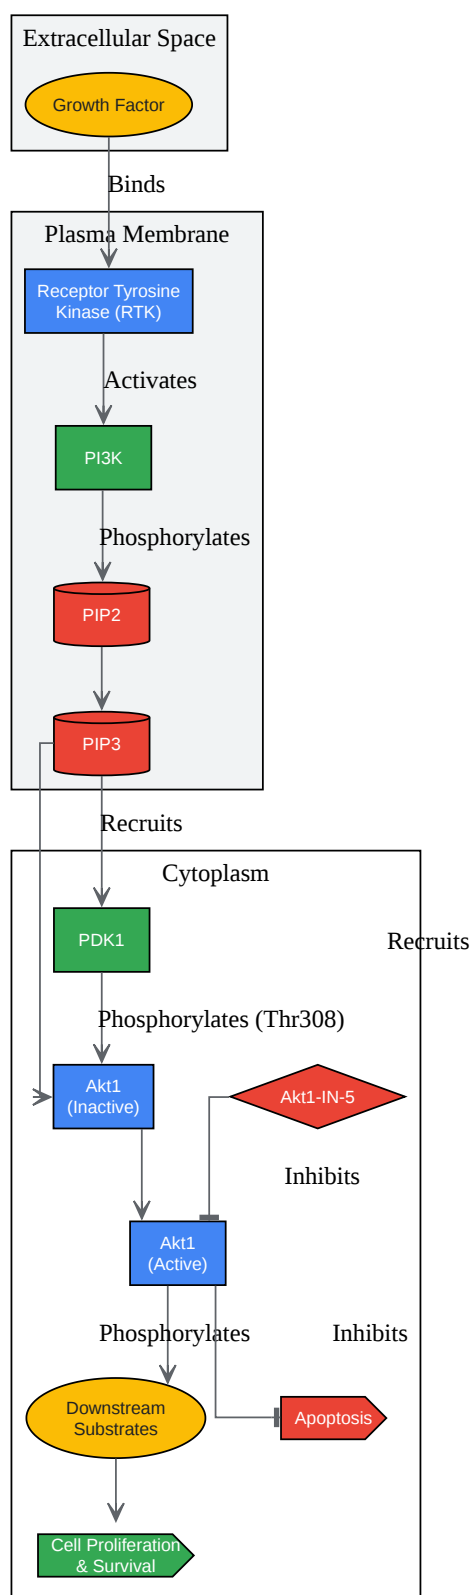 Extracellular Space
Growth Factor
Binds
Plasma Membrane
Receptor Tyrosine
Kinase (RTK)
Activates
PI3K
Phosphorylates
PIP2
PIP3
Recruits
Cytoplasm
PDK1
Recruits
Phosphorylates (Thr308)
Akt1
(Inactive)
Akt1-IN-5
Inhibits
Akt1
(Active)
Phosphorylates
Inhibits
Downstream
Substrates
Apoptosis
Cell Proliferation
& Survival